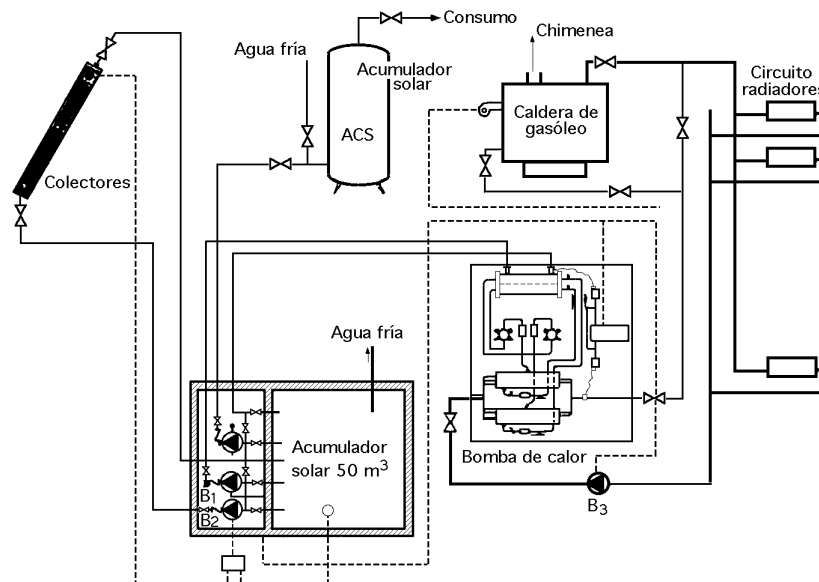 Consumo
Agua fría
Chimenea
Acumulador
solar
Circuito
radiadores
Caldera de
gasóleo
ACS
Colectores
Agua fría
Acumulador
solar 50 m³
Bomba de calor
B1
B2
B3